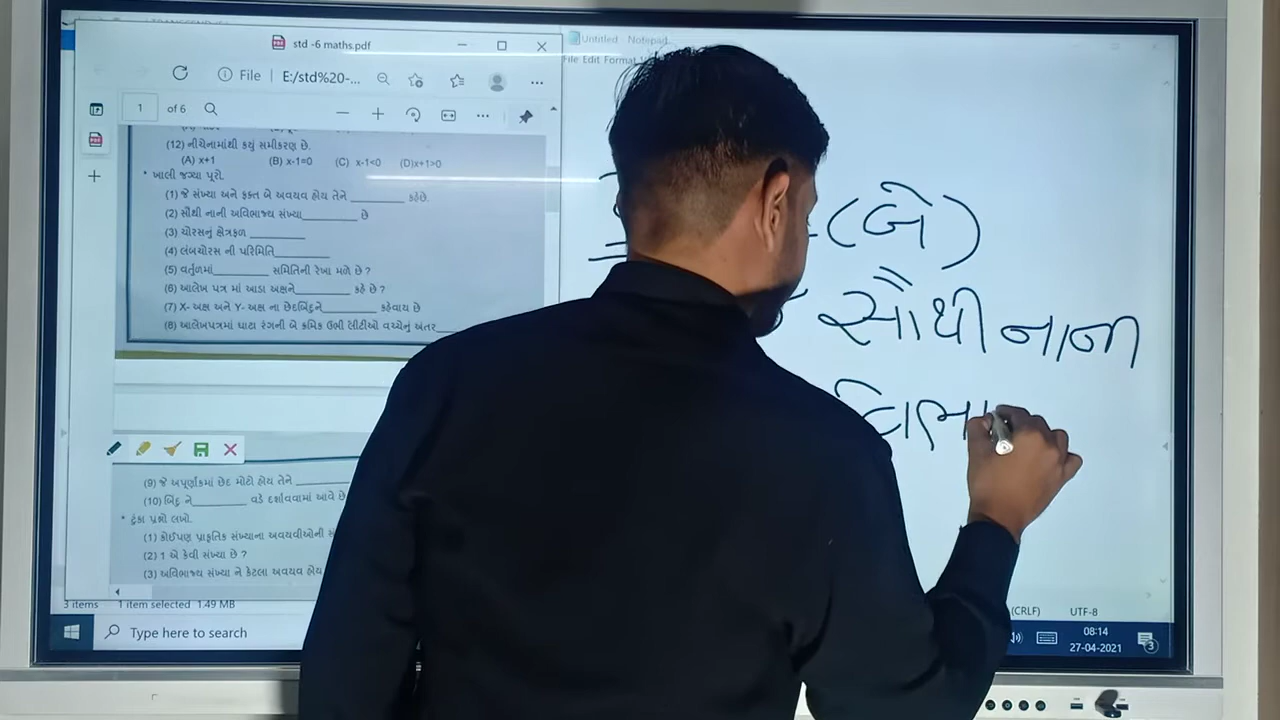 std -6 maths.pdf
File | E:/std%20-...
1 of 6
(12) નીચેનામાંથી કયું સમીકરણ છે.
(A) x+1 (B) x-1=0 (C) x-1<0 (D)x+1>0
* ખાલી જગ્યા પૂરો.
(1) જે સંખ્યા અને ફક્ત બે અવયવ હોય તેને ________ કહેછે.
(2) સૌથી નાની અવિભાજ્ય સંખ્યા________ છે
(3) ચોરસનું ક્ષેત્રફળ ________
(4) લંબચોરસ ની પરિમિતિ________
(5) વર્તુળમાં________ સમિતિની રેખા મળે છે ?
(6) આલેખ પત્ર માં આડા અક્ષને________ કહે છે ?
(7) X- અક્ષ અને Y- અક્ષ ના છેદબિંદુને________ કહેવાય છે
(8) આલેખપત્રમાં ઘાટા રંગની બે ક્રમિક ઉભી લીટીઓ વચ્ચેનું અંતર___
(9) જે અપૂર્ણાંકમાં છેદ મોટો હોય તેને ________
(10) બિંદુ ને________ વડે દર્શાવવામાં આવે છે
* ટુંકા પ્રશ્નો લખો.
(1) કોઈપણ પ્રાકૃતિક સંખ્યાના અવયવીઓની
(2) 1 એ કેવી સંખ્યા છે ?
(3) અવિભાજ્ય સંખ્યા ને કેટલા અવયવ હોય
3 items 1 item selected 1.49 MB
Type here to search
Untitled Notepad
File Edit Format
(બે)
સૌથી નાની
વિભા
(CRLF) UTF-8
08:14
27-04-2021
3